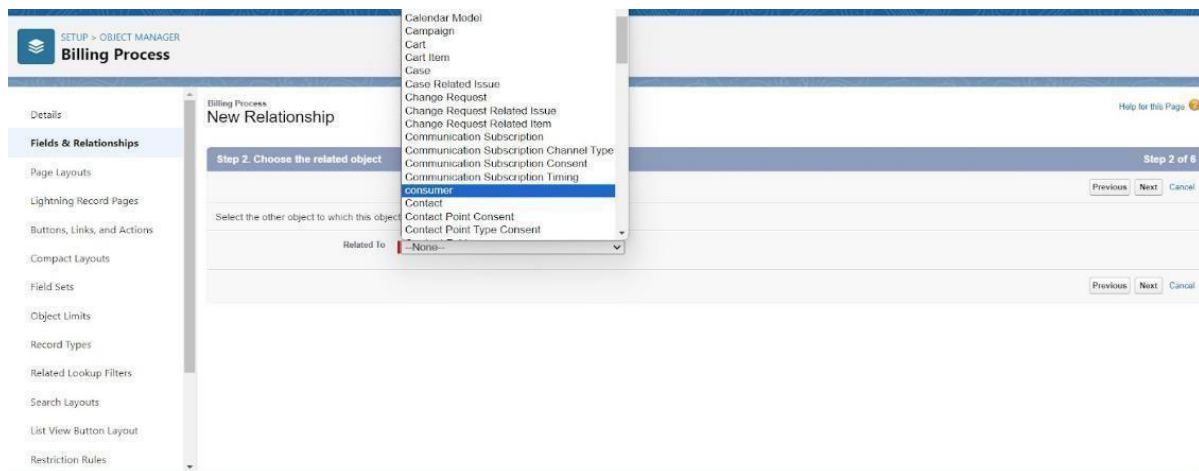 SETUP > OBJECT MANAGER
Billing Process
Details
Fields & Relationships
Page Layouts
Lightning Record Pages
Buttons, Links, and Actions
Compact Layouts
Field Sets
Object Limits
Record Types
Related Lookup Filters
Search Layouts
List View Button Layout
Restriction Rules
Billing Process
New Relationship
Help for this Page
Step 2. Choose the related object
Step 2 of 6
Previous Next Cancel
Select the other object to which this object
Related To
--None--
Calendar Model
Campaign
Cart
Cart Item
Case
Case Related Issue
Change Request
Change Request Related Issue
Change Request Related Item
Communication Subscription
Communication Subscription Channel Type
Communication Subscription Consent
Communication Subscription Timing
consumer
Contact
Contact Point Consent
Contact Point Type Consent
Previous Next Cancel